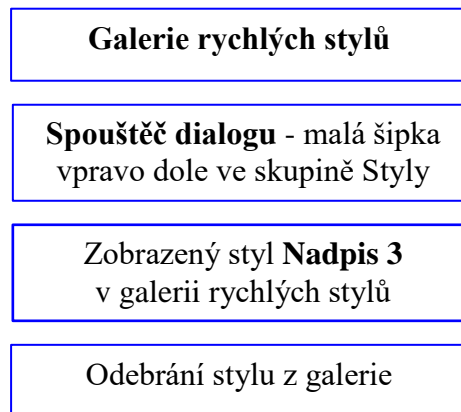 Galerie rychlých stylů
Spouštěč dialogu - malá šipka
vpravo dole ve skupině Styly
Zobrazený styl Nadpis 3
v galerii rychlých stylů
Odebrání stylu z galerie